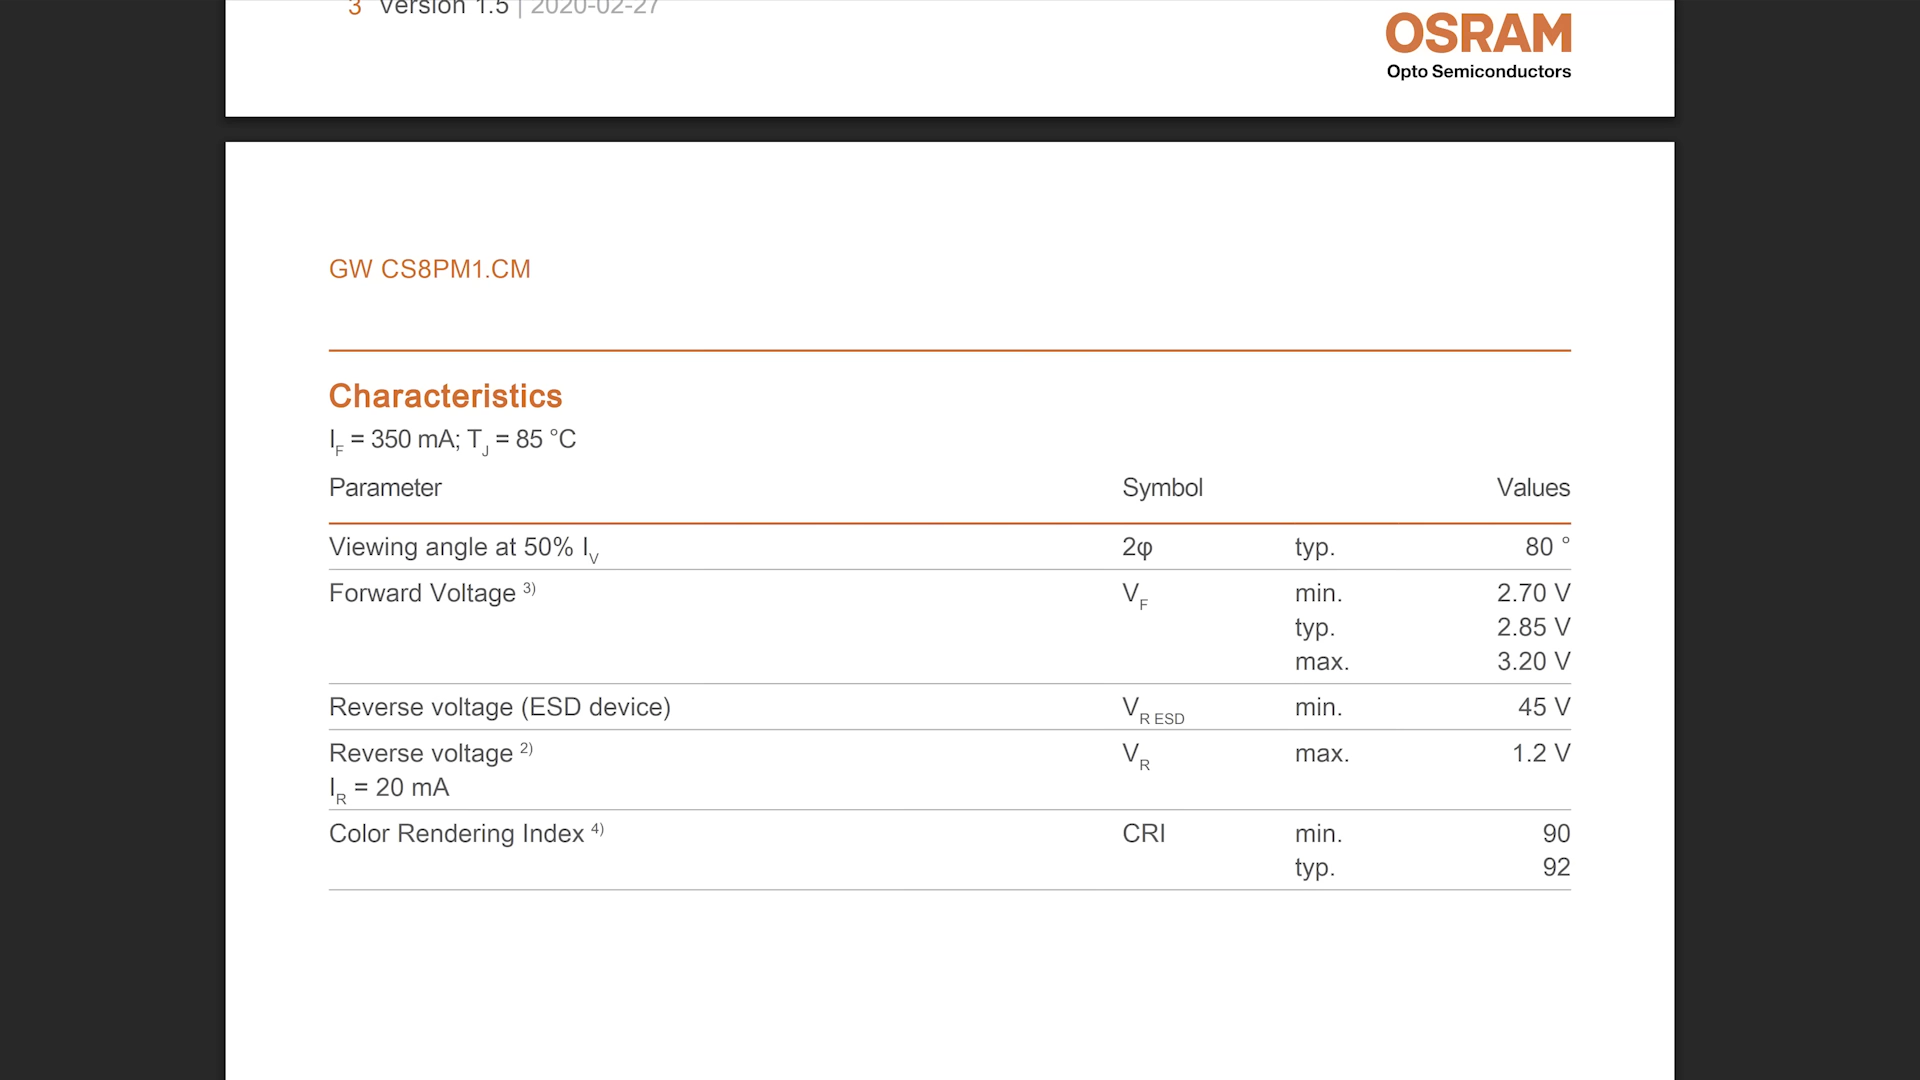 3 Version 1.5 | 2020-02-27
OSRAM
Opto Semiconductors
GW CS8PM1.CM
Characteristics
IF = 350 mA; TJ = 85 °C
Parameter Symbol Values
Viewing angle at 50% IV 2φ typ. 80 °
Forward Voltage 3) VF min. 2.70 V
typ. 2.85 V
max. 3.20 V
Reverse voltage (ESD device) VR ESD min. 45 V
Reverse voltage 2) VR max. 1.2 V
IR = 20 mA
Color Rendering Index 4) CRI min. 90
typ. 92